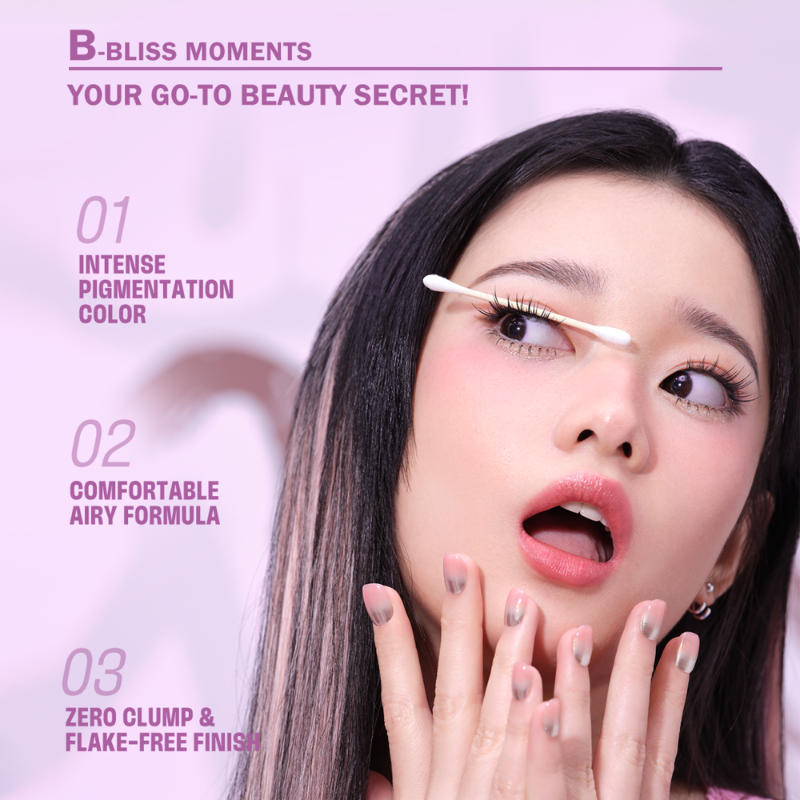 B-BLISS MOMENTS
YOUR GO-TO BEAUTY SECRET!
01
INTENSE
PIGMENTATION
COLOR
02
COMFORTABLE
AIRY FORMULA
03
ZERO CLUMP &
FLAKE-FREE FINISH